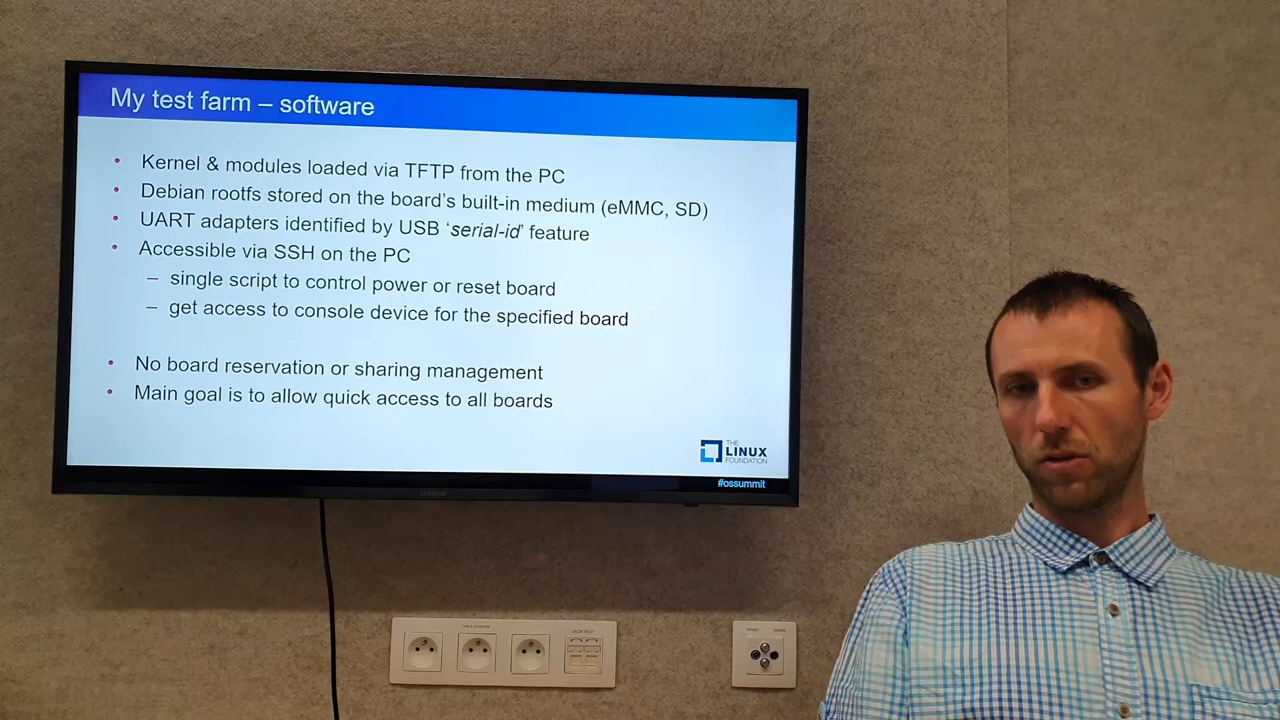 My test farm – software
• Kernel & modules loaded via TFTP from the PC
• Debian rootfs stored on the board's built-in medium (eMMC, SD)
• UART adapters identified by USB 'serial-id' feature
• Accessible via SSH on the PC
– single script to control power or reset board
– get access to console device for the specified board
• No board reservation or sharing management
• Main goal is to allow quick access to all boards
THE
LINUX
FOUNDATION
#ossummit
SAMSUNG